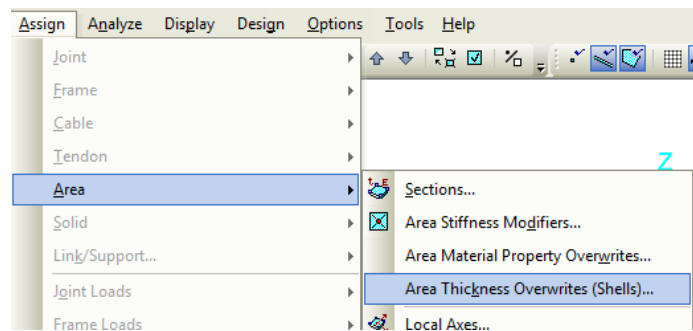 Assign Analyze Display Design Options Tools Help
Joint
Frame
Cable
Tendon
Area
Solid
Link/Support...
Joint Loads
Frame Loads
Z
Sections...
Area Stiffness Modifiers...
Area Material Property Overwrites...
Area Thickness Overwrites (Shells)...
Local Axes...